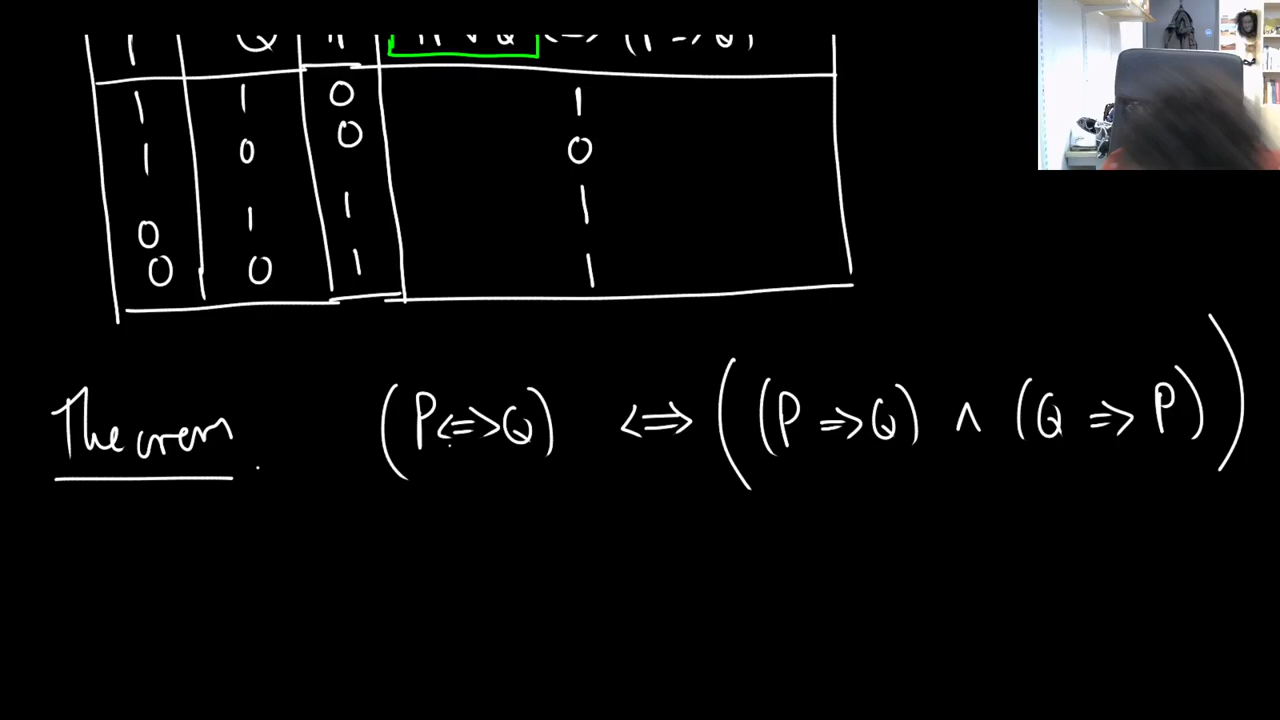 Q ⇔ (P ⇒ Q)
1 1 0 1
1 0 0 0
0 1 1 1
0 0 1 1
Theorem. (P⇔Q) ⇔ ((P ⇒ Q) ∧ (Q ⇒ P))